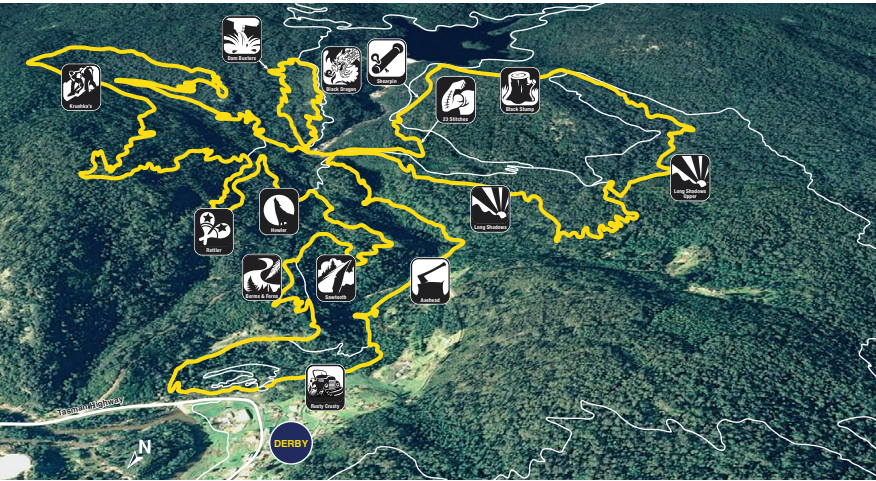 Dam Busters
Black Dragon
Shearpin
Krushka's
23 Stitches
Black Stump
Long Shadows
Upper
Rattler
Howler
Long Shadows
Berms & Ferns
Sawtooth
Axehead
Rusty Crusty
Tasman Highway
DERBY
N